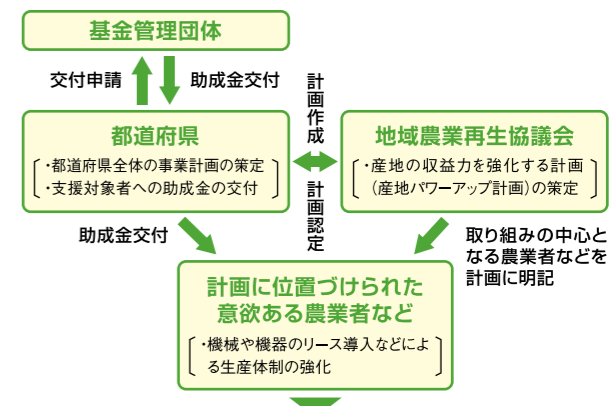 基金管理団体
交付申請
助成金交付
計画作成
都道府県
・都道府県全体の事業計画の策定
・支援対象者への助成金の交付
地域農業再生協議会
・産地の収益力を強化する計画
（産地パワーアップ計画）の策定
計画認定
助成金交付
取り組みの中心と
なる農業者などを
計画に明記
計画に位置づけられた
意欲ある農業者など
・機械や機器のリース導入などによ
る生産体制の強化